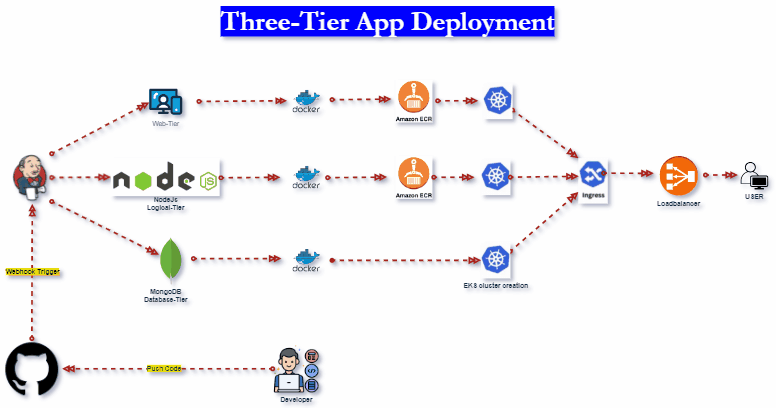 Three-Tier App Deployment
Web-Tier
docker
Amazon ECR
node
JS
NodeJs
Logical-Tier
docker
Amazon ECR
Ingress
Loadbalancer
USER
Webhook Trigger
MongoDB
Database-Tier
docker
EKS cluster creation
Push Code
Developer